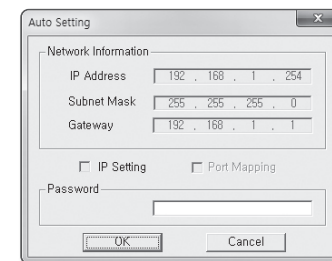 Auto Setting
Network Information
IP Address 192 . 168 . 1 . 254
Subnet Mask 255 . 255 . 255 . 0
Gateway 192 . 168 . 1 . 1
IP Setting Port Mapping
Password
OK Cancel